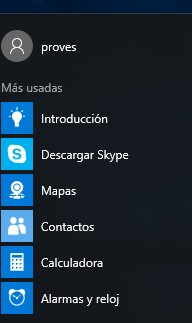 proves
Más usadas
Introducción
Descargar Skype
Mapas
Contactos
Calculadora
Alarmas y reloj